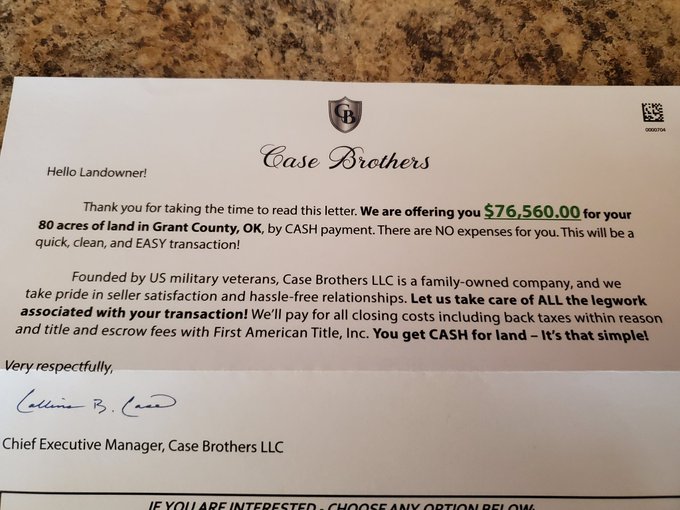 CB
0000704
Case Brothers
Hello Landowner!
Thank you for taking the time to read this letter. We are offering you $76,560.00 for your
80 acres of land in Grant County, OK, by CASH payment. There are NO expenses for you. This will be a
quick, clean, and EASY transaction!
Founded by US military veterans, Case Brothers LLC is a family-owned company, and we
take pride in seller satisfaction and hassle-free relationships. Let us take care of ALL the legwork
associated with your transaction! We'll pay for all closing costs including back taxes within reason
and title and escrow fees with First American Title, Inc. You get CASH for land – It's that simple!
Very respectfully,
Collins B. Case
Chief Executive Manager, Case Brothers LLC
IF YOU ARE INTERESTED - CHOOSE ANY OPTION BELOW: